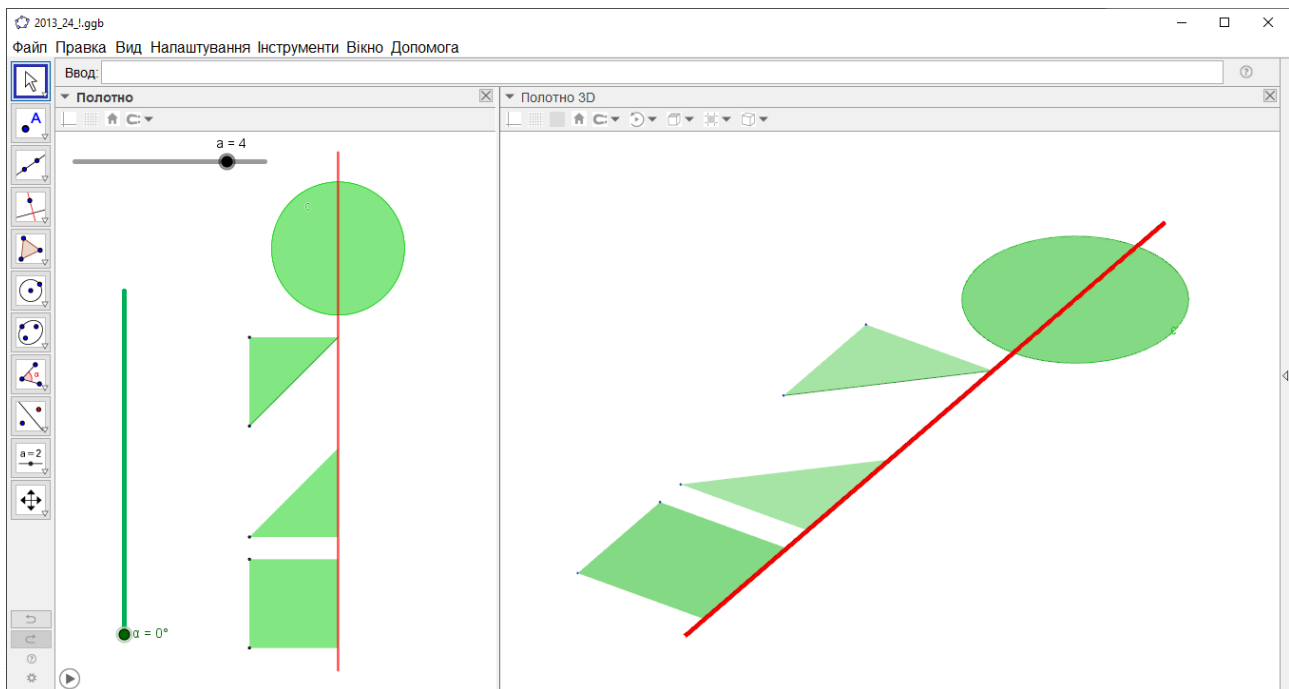 2013_24_!.ggb
Файл Правка Вид Налаштування Інструменти Вікно Допомога
Ввод:
Полотно
Полотно 3D
a = 4
c
A
α
a = 2
α = 0°
c